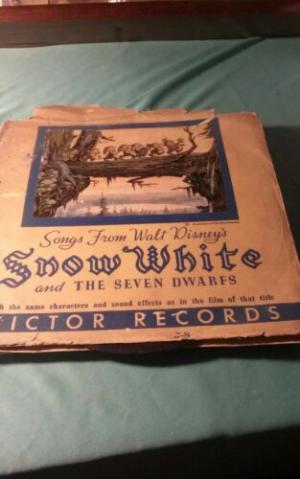 Songs From Walt Disney's
Snow White
and THE SEVEN DWARFS
the same characters and sound effects as in the film of that title
VICTOR RECORDS